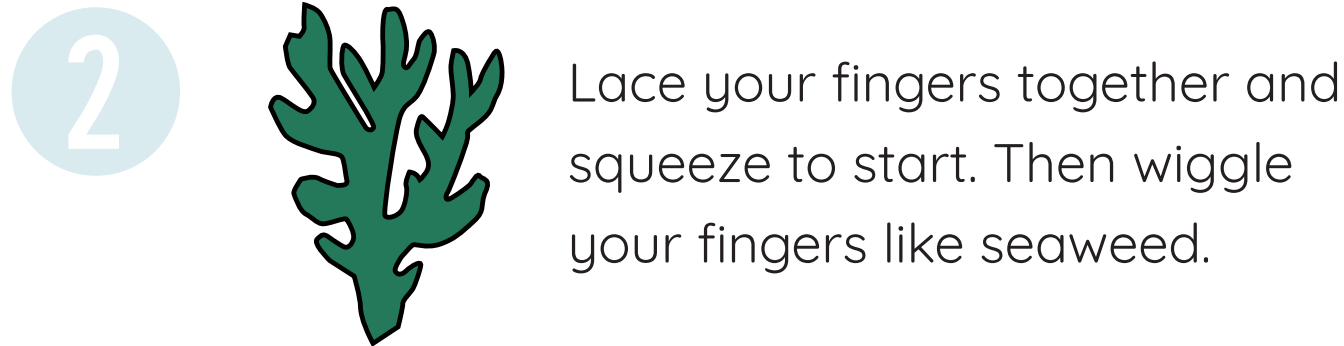 2
Lace your fingers together and
squeeze to start. Then wiggle
your fingers like seaweed.